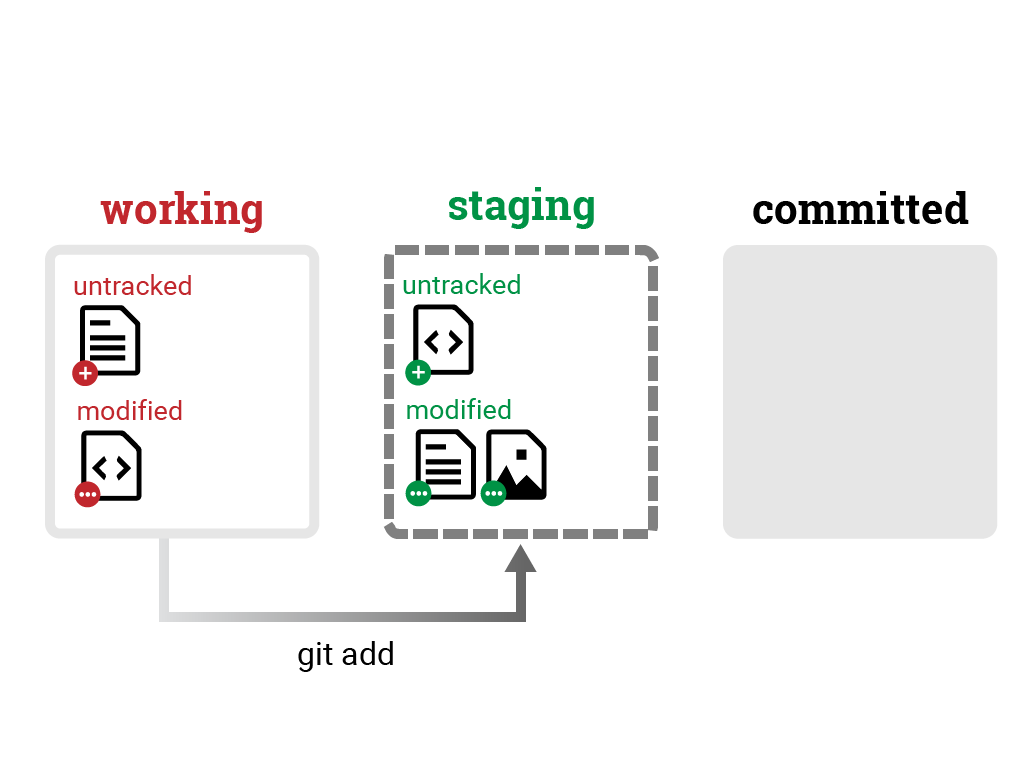 working
staging
committed
untracked
modified
untracked
modified
git add